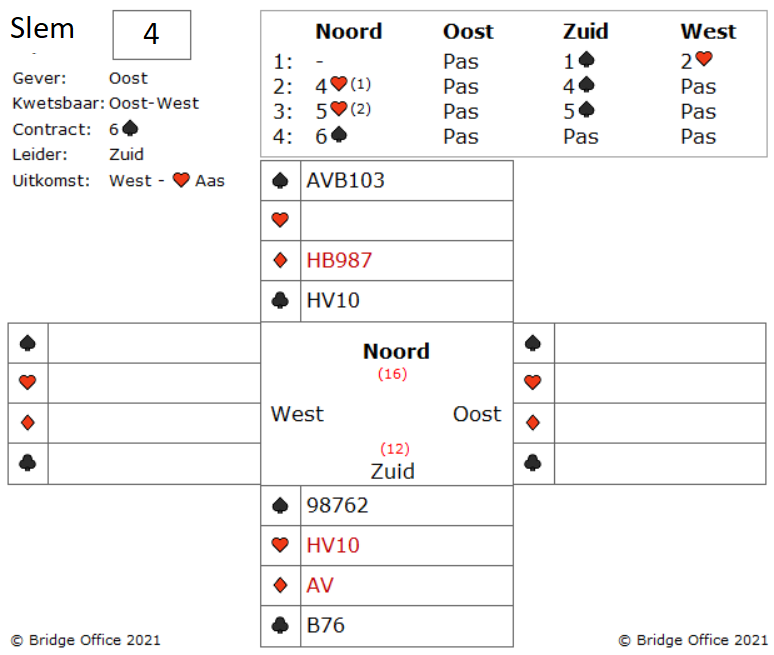 Slem 4
Gever: Oost
Kwetsbaar: Oost-West
Contract: 6♠
Leider: Zuid
Uitkomst: West - ♥ Aas
Noord Oost Zuid West
1: - Pas 1♠ 2♥
2: 4♥(1) Pas 4♠ Pas
3: 5♥(2) Pas 5♠ Pas
4: 6♠ Pas Pas Pas
♠ AVB103
♥
♦ HB987
♣ HV10
Noord
(16)
West Oost
(12)
Zuid
♠ ♠
♥ ♥
♦ ♦
♣ ♣
♠ 98762
♥ HV10
♦ AV
♣ B76
© Bridge Office 2021 © Bridge Office 2021